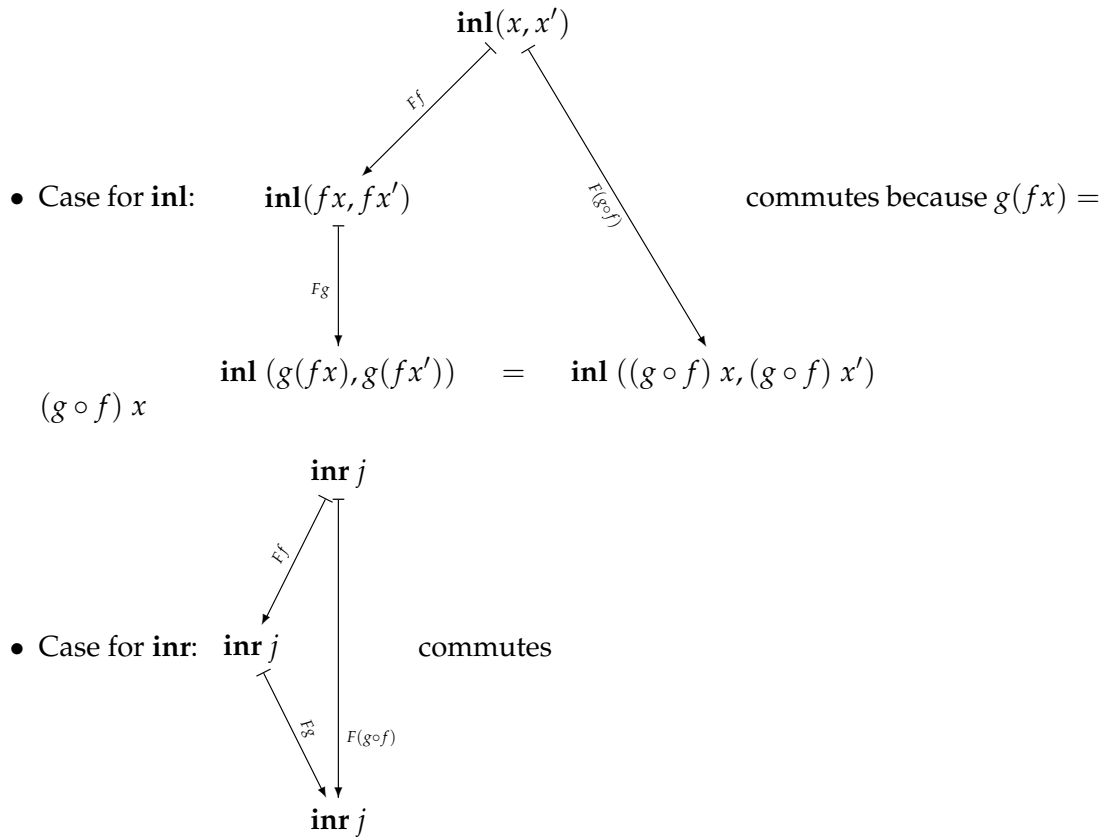 inl(x, x′)
Ff
• Case for inl: inl(fx, fx′) F(g∘f) commutes because g(fx) =
Fg
inl (g(fx), g(fx′)) = inl ((g ∘ f) x, (g ∘ f) x′)
(g ∘ f) x
inr j
Ff
• Case for inr: inr j commutes
Fg F(g∘f)
inr j